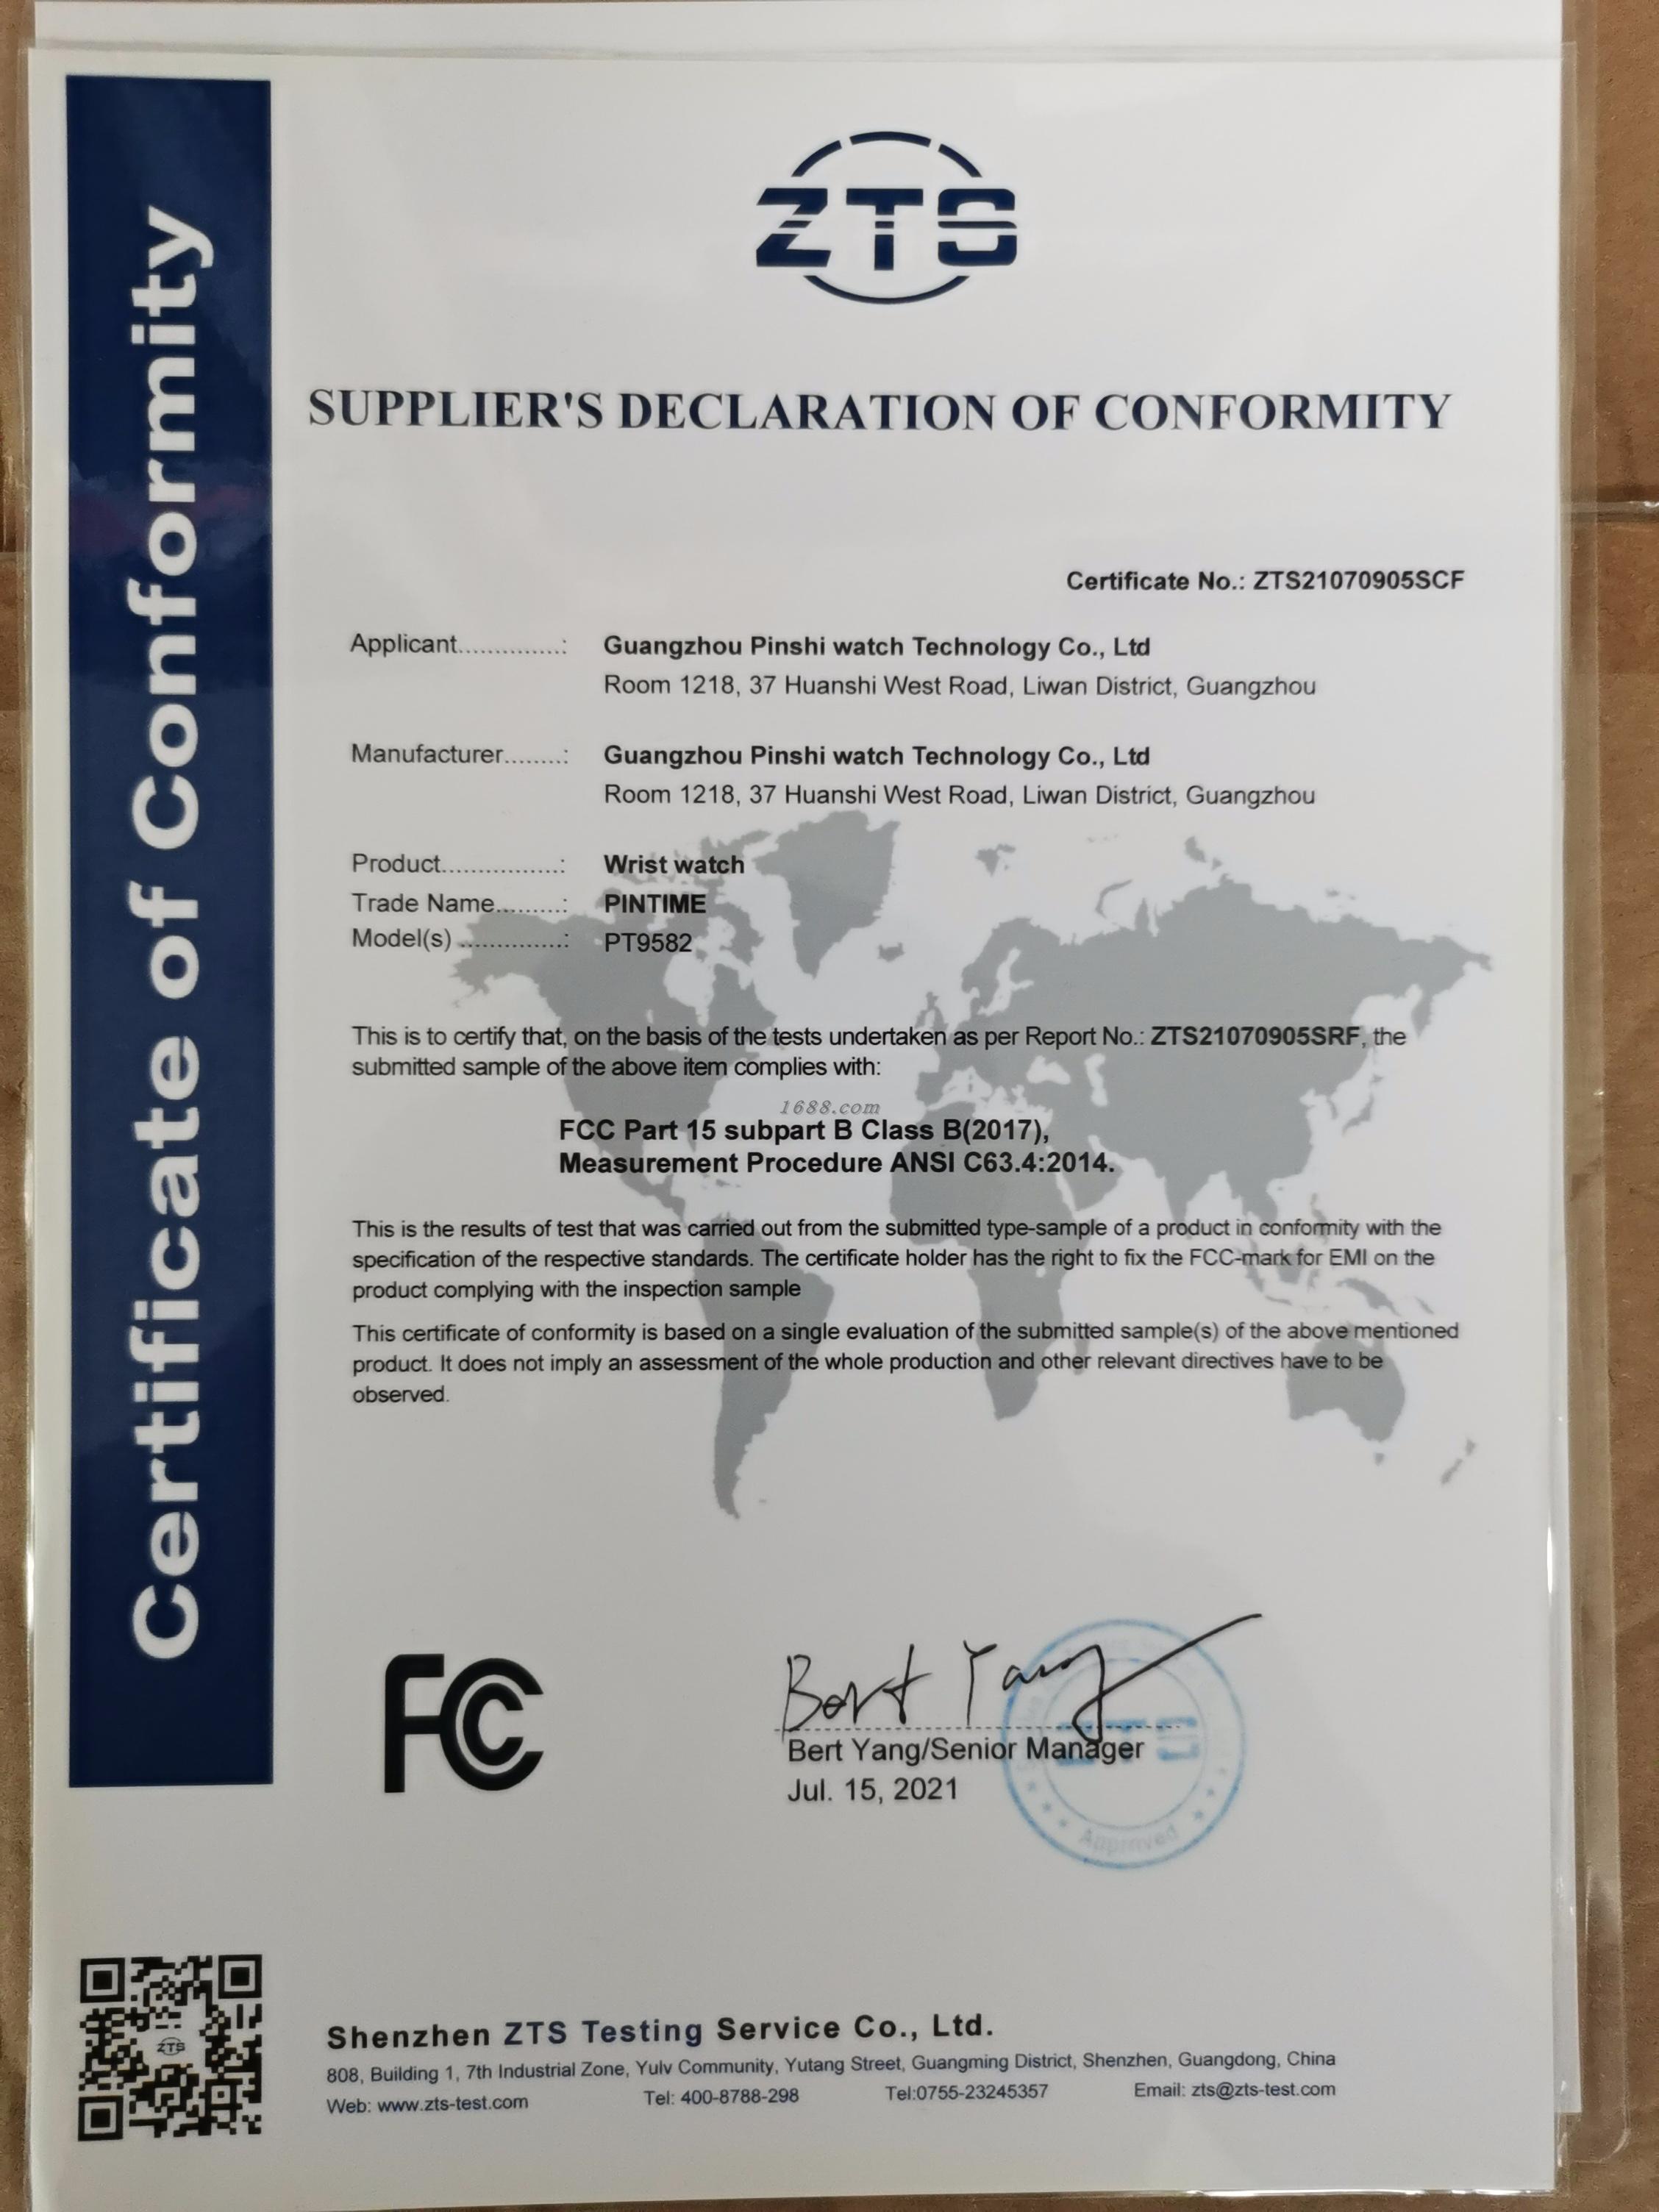 Certificate of Conformity
ZTS
SUPPLIER'S DECLARATION OF CONFORMITY
Certificate No.: ZTS21070905SCF
Applicant...............: Guangzhou Pinshi watch Technology Co., Ltd
Room 1218, 37 Huanshi West Road, Liwan District, Guangzhou
Manufacturer........: Guangzhou Pinshi watch Technology Co., Ltd
Room 1218, 37 Huanshi West Road, Liwan District, Guangzhou
Product.................: Wrist watch
Trade Name.........: PINTIME
Model(s) ..............: PT9582
This is to certify that, on the basis of the tests undertaken as per Report No.: ZTS21070905SRF, the
submitted sample of the above item complies with:
1688.com
FCC Part 15 subpart B Class B(2017),
Measurement Procedure ANSI C63.4:2014.
This is the results of test that was carried out from the submitted type-sample of a product in conformity with the
specification of the respective standards. The certificate holder has the right to fix the FCC-mark for EMI on the
product complying with the inspection sample
This certificate of conformity is based on a single evaluation of the submitted sample(s) of the above mentioned
product. It does not imply an assessment of the whole production and other relevant directives have to be
observed.
FCC
Bert Yang
Bert Yang/Senior Manager
Jul. 15, 2021
ZTS
Approved
ZTS
Shenzhen ZTS Testing Service Co., Ltd.
808, Building 1, 7th Industrial Zone, Yulv Community, Yutang Street, Guangming District, Shenzhen, Guangdong, China
Web: www.zts-test.com Tel: 400-8788-298 Tel:0755-23245357 Email: zts@zts-test.com